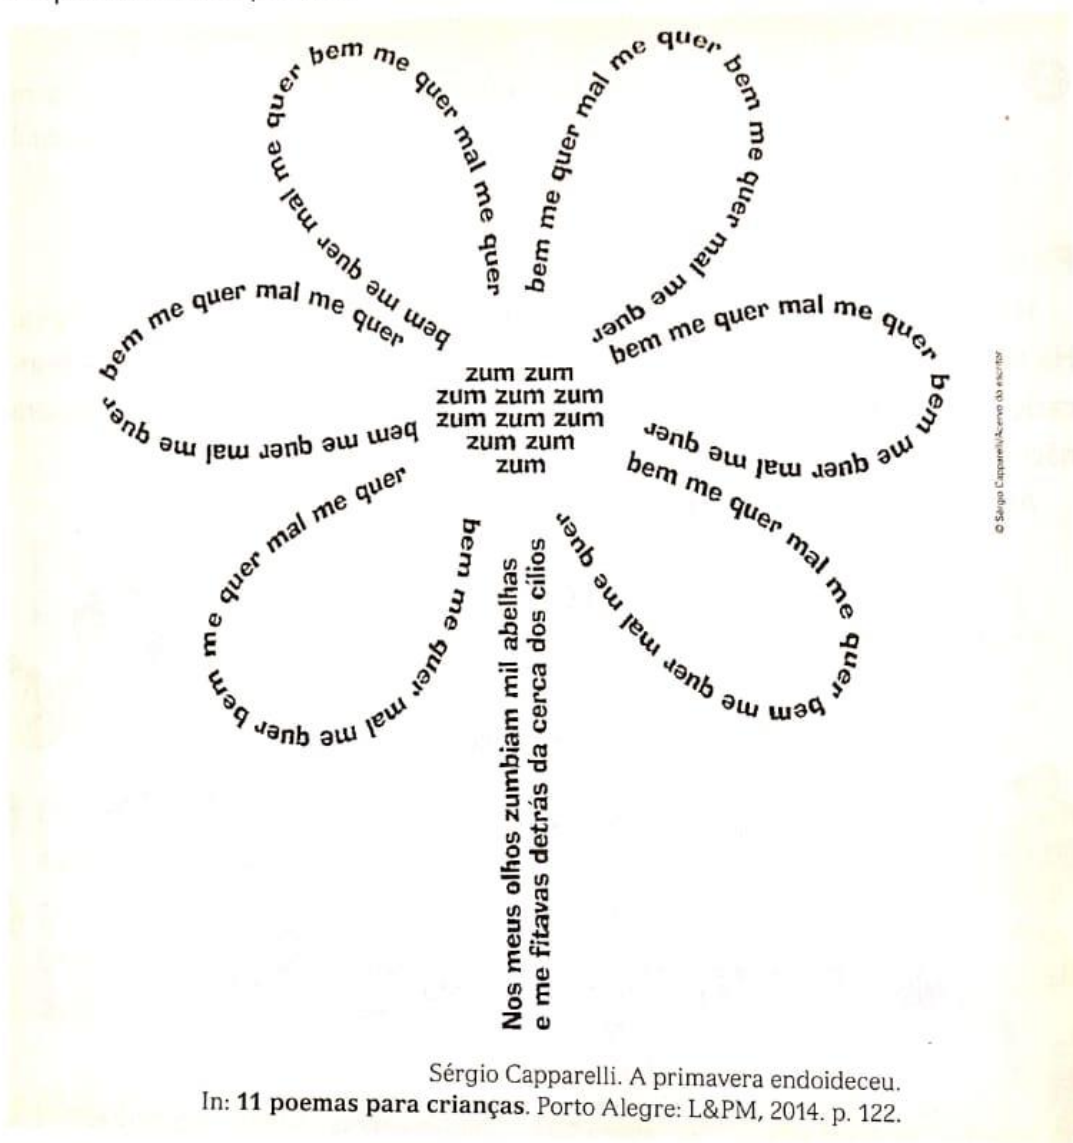 bem me quer mal me quer bem me quer mal me quer
bem me quer mal me quer bem me quer mal me quer
bem me quer mal me quer bem me quer mal me quer
bem me quer mal me quer bem me quer mal me quer
zum zum
zum zum zum
zum zum zum
zum zum
zum
bem me quer mal me quer bem me quer mal me quer
bem me quer mal me quer bem me quer mal me quer
Nos meus olhos zumbiam mil abelhas
e me fitavas detrás da cerca dos cílios
© Sérgio Capparelli/Acervo do escritor
Sérgio Capparelli. A primavera endoideceu.
In: 11 poemas para crianças. Porto Alegre: L&PM, 2014. p. 122.